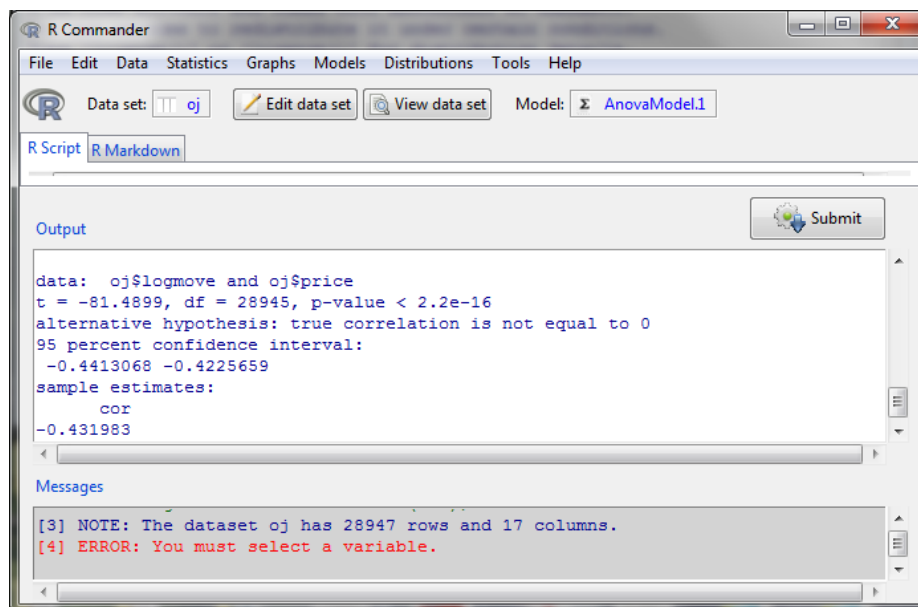 R Commander
File Edit Data Statistics Graphs Models Distributions Tools Help
R Data set: oj Edit data set View data set Model: Σ AnovaModel.1
R Script R Markdown
Output Submit
data: oj$logmove and oj$price
t = -81.4899, df = 28945, p-value < 2.2e-16
alternative hypothesis: true correlation is not equal to 0
95 percent confidence interval:
-0.4413068 -0.4225659
sample estimates:
cor
-0.431983
Messages
[3] NOTE: The dataset oj has 28947 rows and 17 columns.
[4] ERROR: You must select a variable.